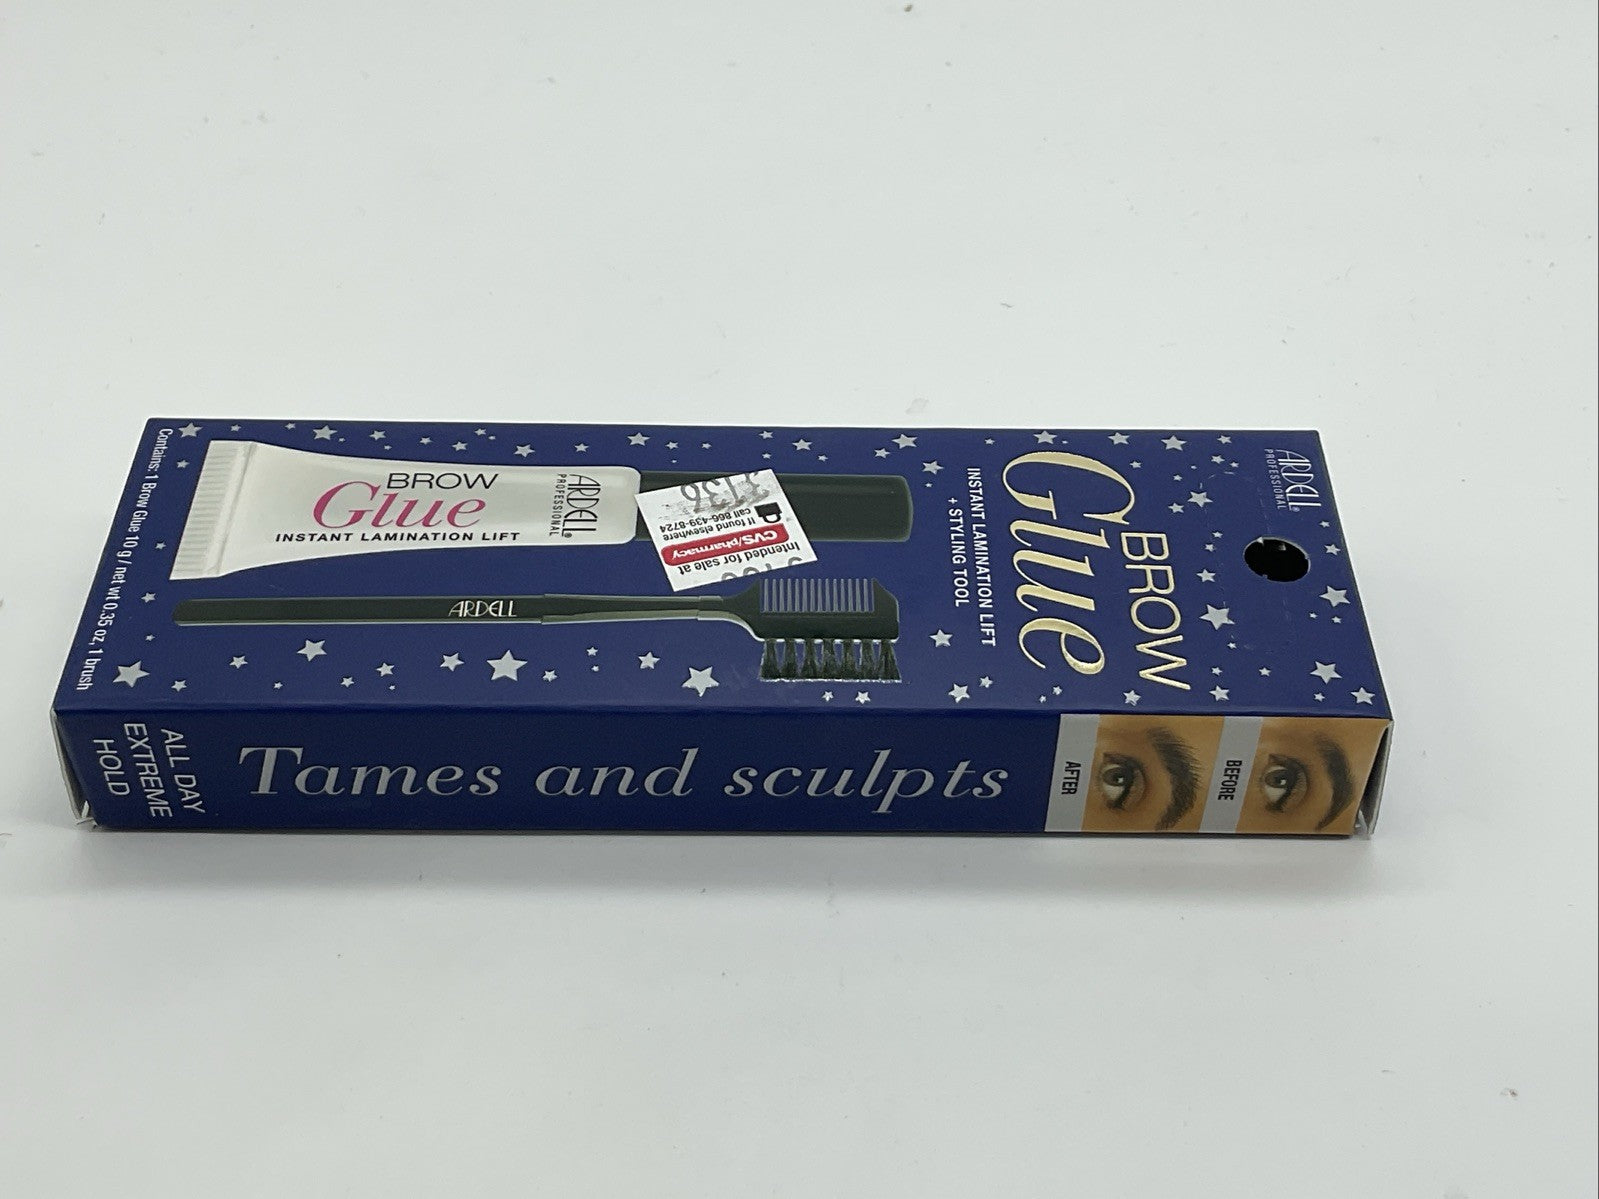 ARDELL
PROFESSIONAL
BROW
Glue
INSTANT LAMINATION LIFT
+ STYLING TOOL
BROW
Glue
INSTANT LAMINATION LIFT
ARDELL®
PROFESSIONAL
Intended for sale at
CVS/pharmacy
If found elsewhere
call 866-439-8724
ARDELL
Contains: 1 Brow Glue 10 g / net wt 0.35 oz, 1 brush
ALL DAY
EXTREME
HOLD
Tames and sculpts
AFTER
BEFORE